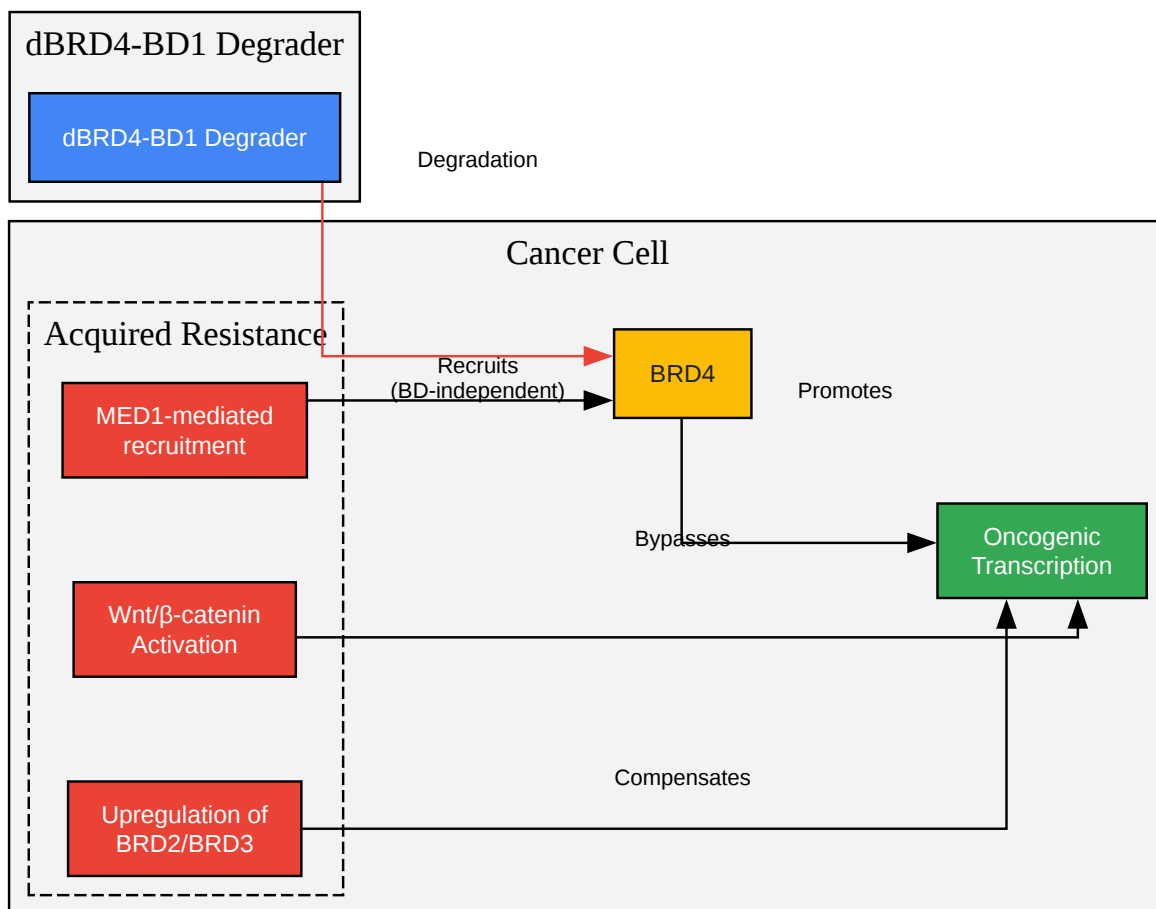 dBRD4-BD1 Degrader
dBRD4-BD1 Degrader
Degradation
Cancer Cell
Acquired Resistance
Recruits
(BD-independent)
BRD4
Promotes
MED1-mediated
recruitment
Bypasses
Oncogenic
Transcription
Wnt/β-catenin
Activation
Compensates
Upregulation of
BRD2/BRD3